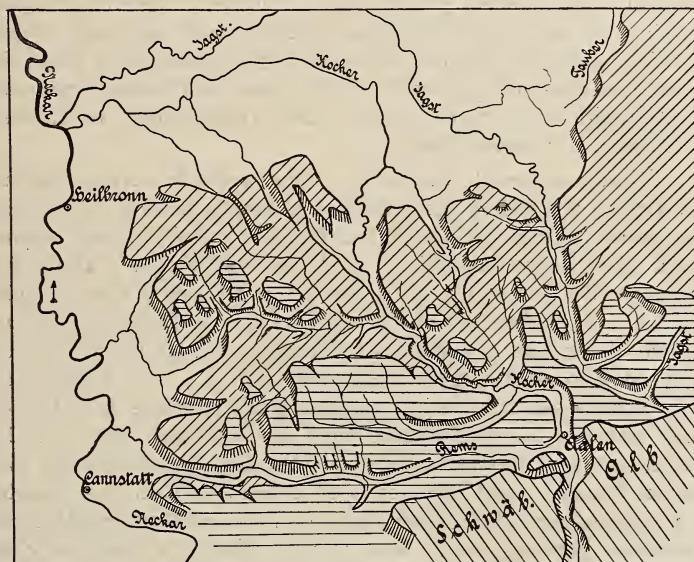 Jagst.
Neckar
Kocher
Jagst
Tauber
Heilbronn
Jagst
Kocher
Rems
Aalen
Cannstatt
Alb
Schwäb.
Neckar